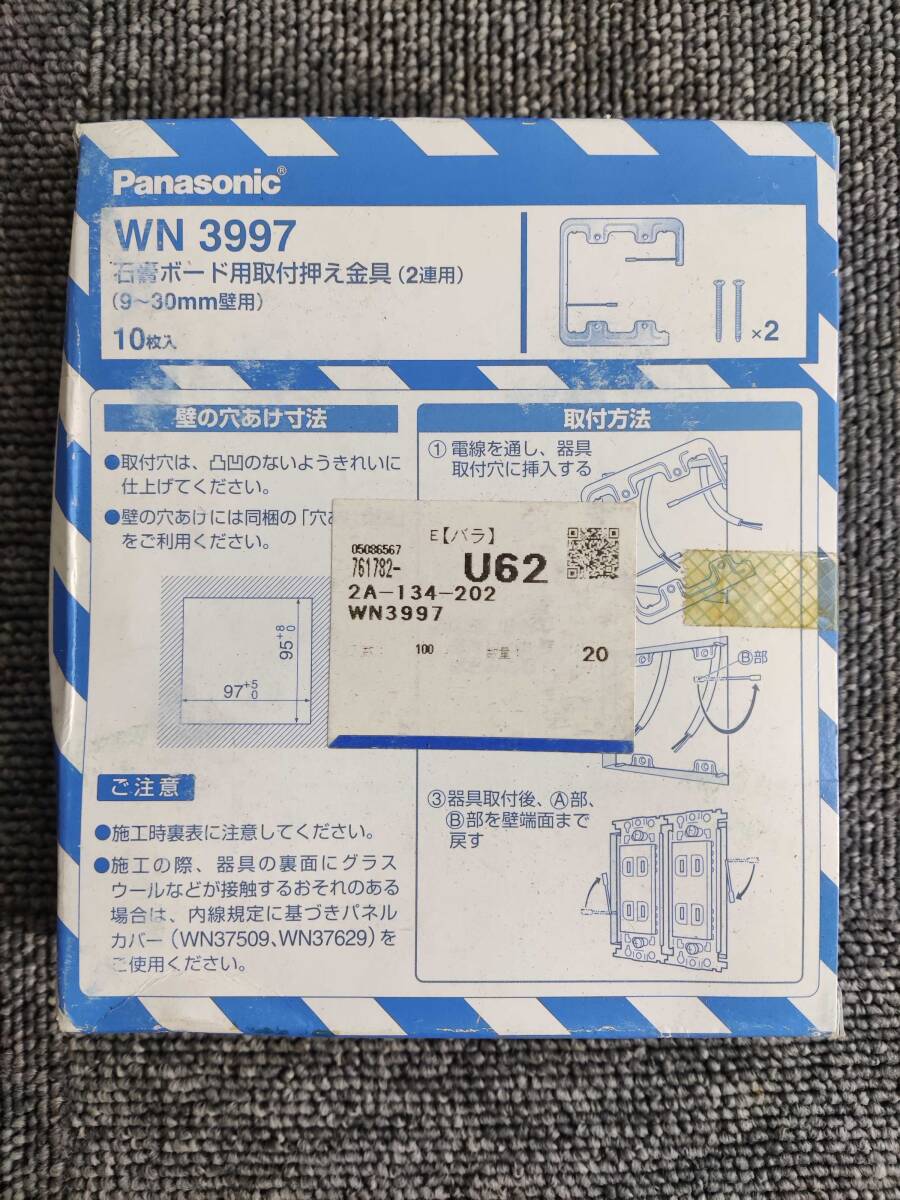 Panasonic®
WN 3997
石膏ボード用取付押え金具（2連用）
（9～30mm壁用）
10枚入
×2
壁の穴あけ寸法
●取付穴は、凸凹のないようきれいに
仕上げてください。
●壁の穴あけには同梱の「穴
をご利用ください。
95 +8 0
97 +5 0
ご注意
●施工時裏表に注意してください。
●施工の際、器具の裏面にグラス
ウールなどが接触するおそれのある
場合は、内線規定に基づきパネル
カバー（WN37509、WN37629）を
ご使用ください。
取付方法
①電線を通し、器具
取付穴に挿入する
Ⓑ部
③器具取付後、Ⓐ部、
Ⓑ部を壁端面まで
戻す
E【バラ】
05086567
761782-
U62
2A-134-202
WN3997
100
20